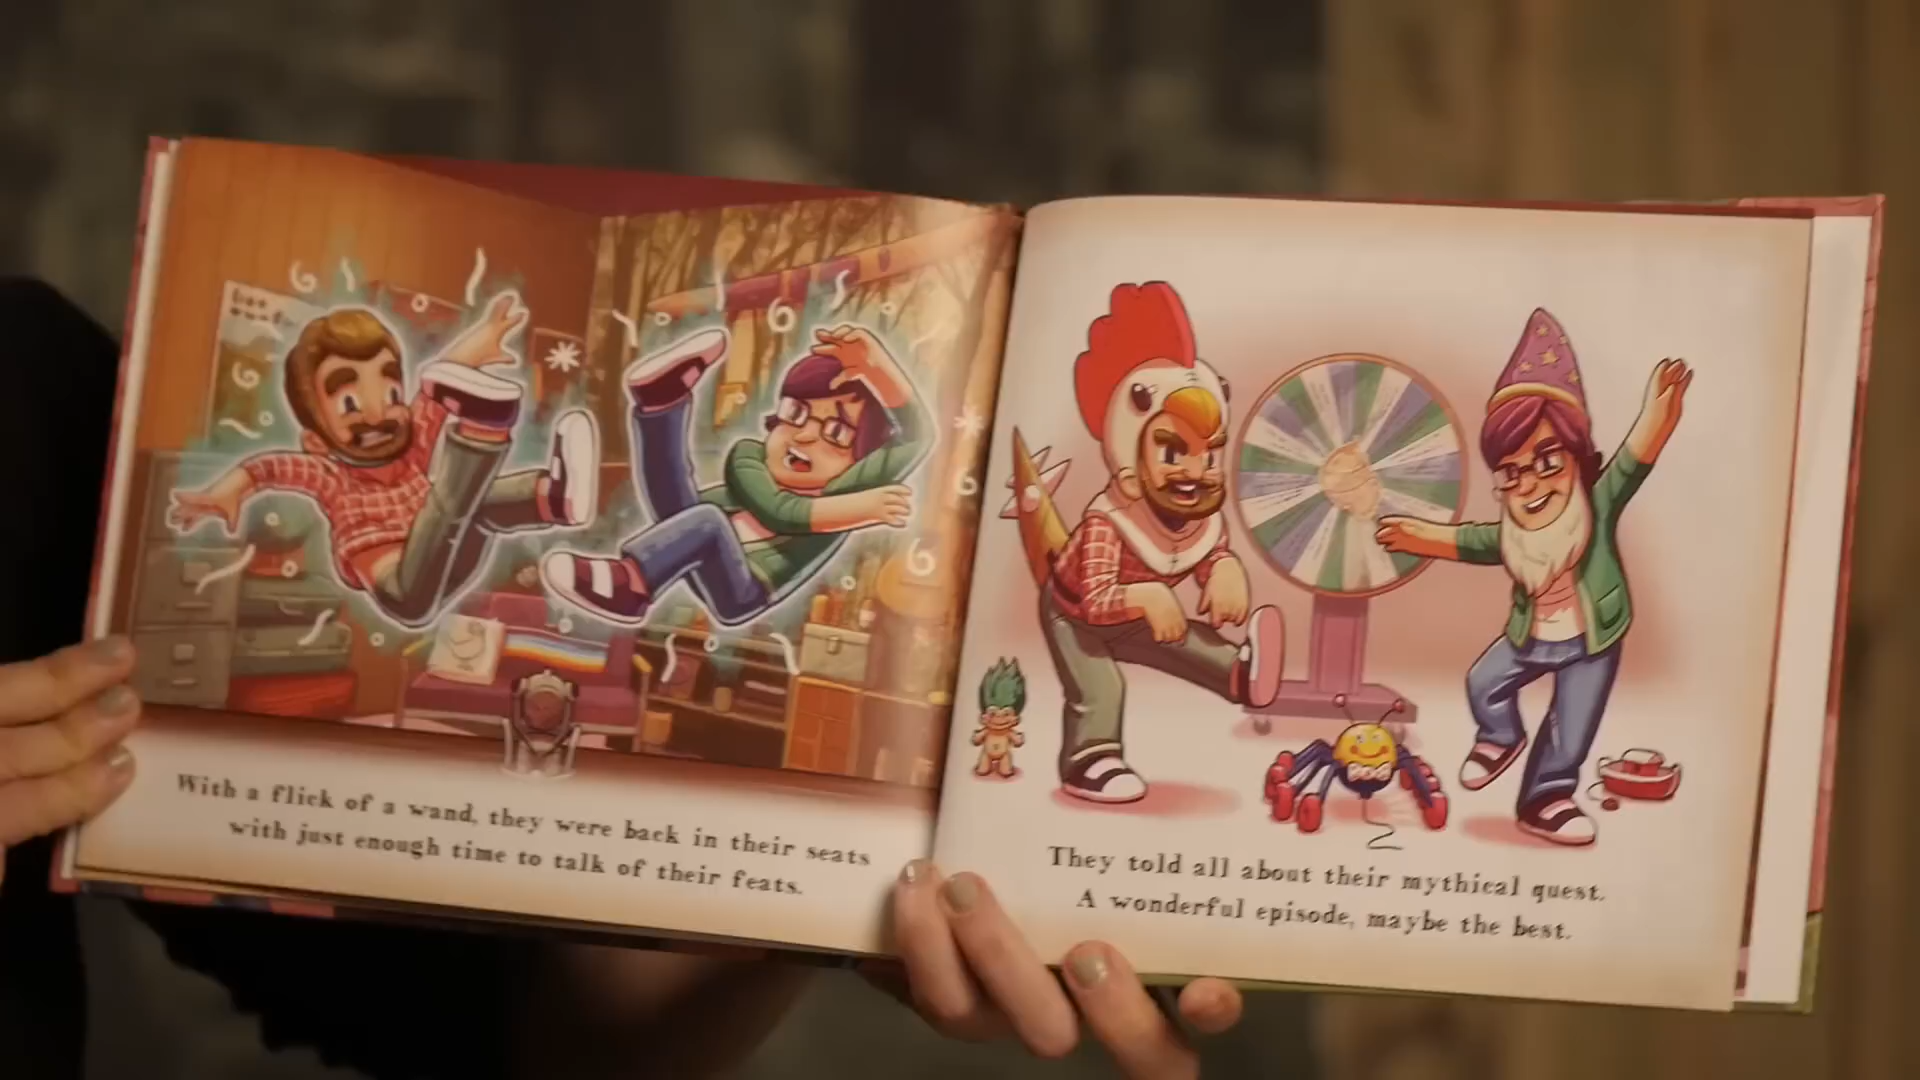 With a flick of a wand, they were back in their seats
with just enough time to talk of their feats.
They told all about their mythical quest.
A wonderful episode, maybe the best.